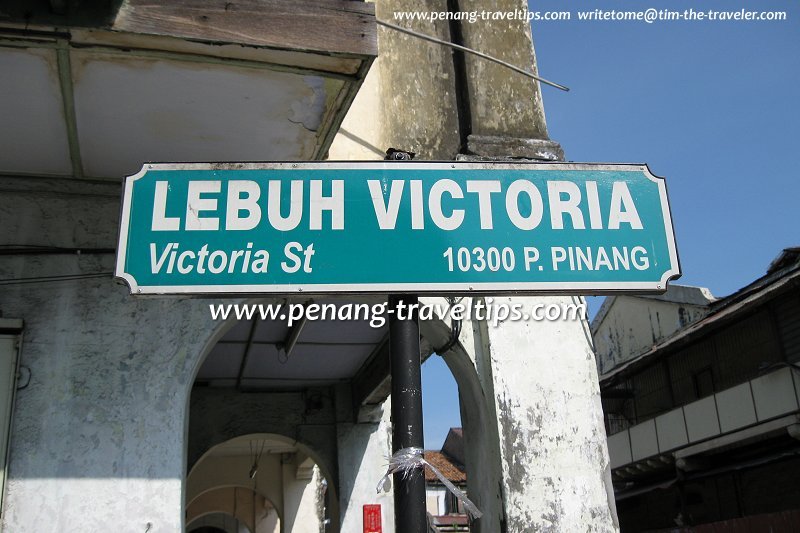 www.penang-traveltips.com writetome@tim-the-traveler.com
LEBUH VICTORIA
Victoria St 10300 P. PINANG
www.penang-traveltips.com